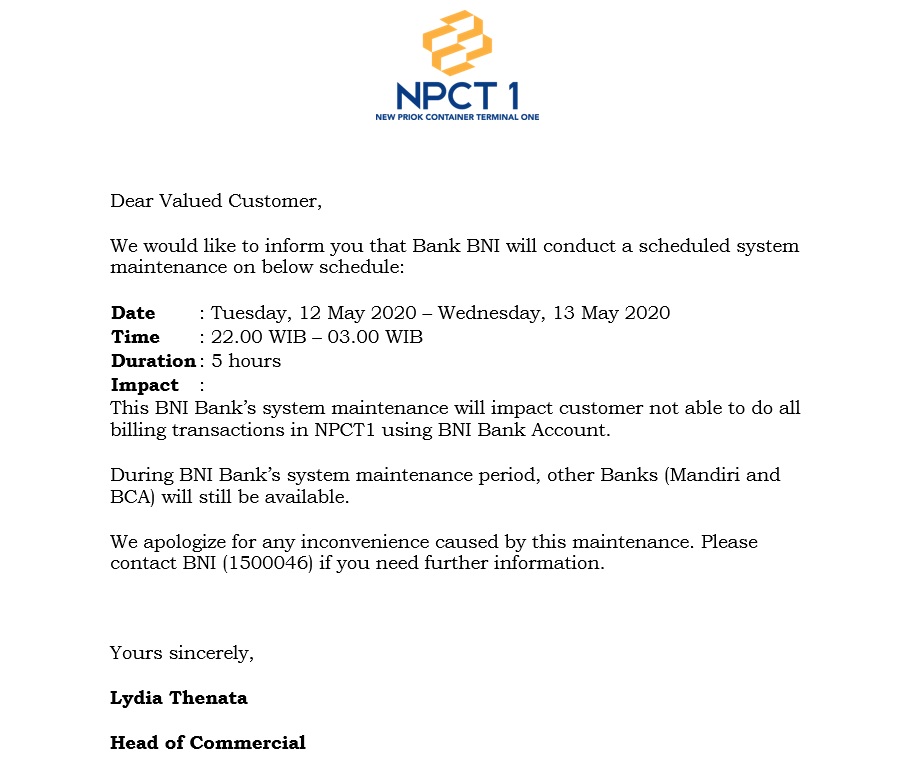 NPCT 1
NEW PRIOK CONTAINER TERMINAL ONE
Dear Valued Customer,
We would like to inform you that Bank BNI will conduct a scheduled system
maintenance on below schedule:
Date : Tuesday, 12 May 2020 – Wednesday, 13 May 2020
Time : 22.00 WIB – 03.00 WIB
Duration : 5 hours
Impact :
This BNI Bank’s system maintenance will impact customer not able to do all
billing transactions in NPCT1 using BNI Bank Account.
During BNI Bank’s system maintenance period, other Banks (Mandiri and
BCA) will still be available.
We apologize for any inconvenience caused by this maintenance. Please
contact BNI (1500046) if you need further information.
Yours sincerely,
Lydia Thenata
Head of Commercial